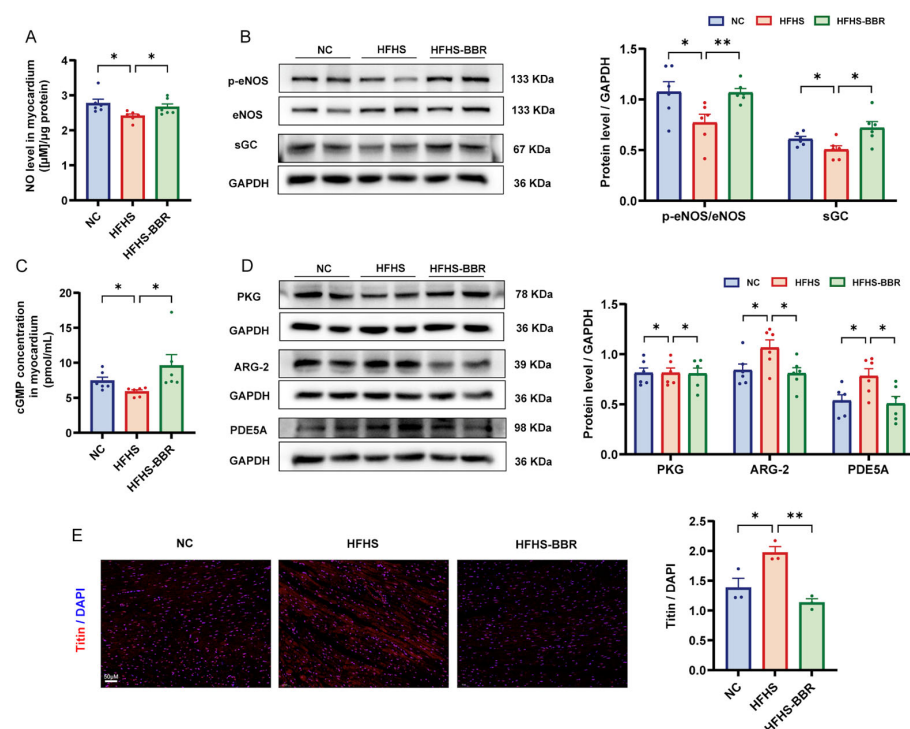 A
NO level in myocardium
([μM]/μg protein)
4
3
2
1
0
* *
NC
HFHS
HFHS-BBR
B
NC HFHS HFHS-BBR
p-eNOS 133 KDa
eNOS 133 KDa
sGC 67 KDa
GAPDH 36 KDa
NC HFHS HFHS-BBR
Protein level / GAPDH
1.5
1.0
0.5
0.0
* ** * *
p-eNOS/eNOS sGC
C
cGMP concentration
in myocardium
(pmol/mL)
20
15
10
5
0
* *
NC
HFHS
HFHS-BBR
D
NC HFHS HFHS-BBR
PKG 78 KDa
GAPDH 36 KDa
ARG-2 39 KDa
GAPDH 36 KDa
PDE5A 98 KDa
GAPDH 36 KDa
NC HFHS HFHS-BBR
Protein level / GAPDH
1.5
1.0
0.5
0.0
* * * * * *
PKG ARG-2 PDE5A
E
NC HFHS HFHS-BBR
Titin / DAPI
50μM
Titin / DAPI
2.5
2.0
1.5
1.0
0.5
0.0
* **
NC
HFHS
HFHS-BBR